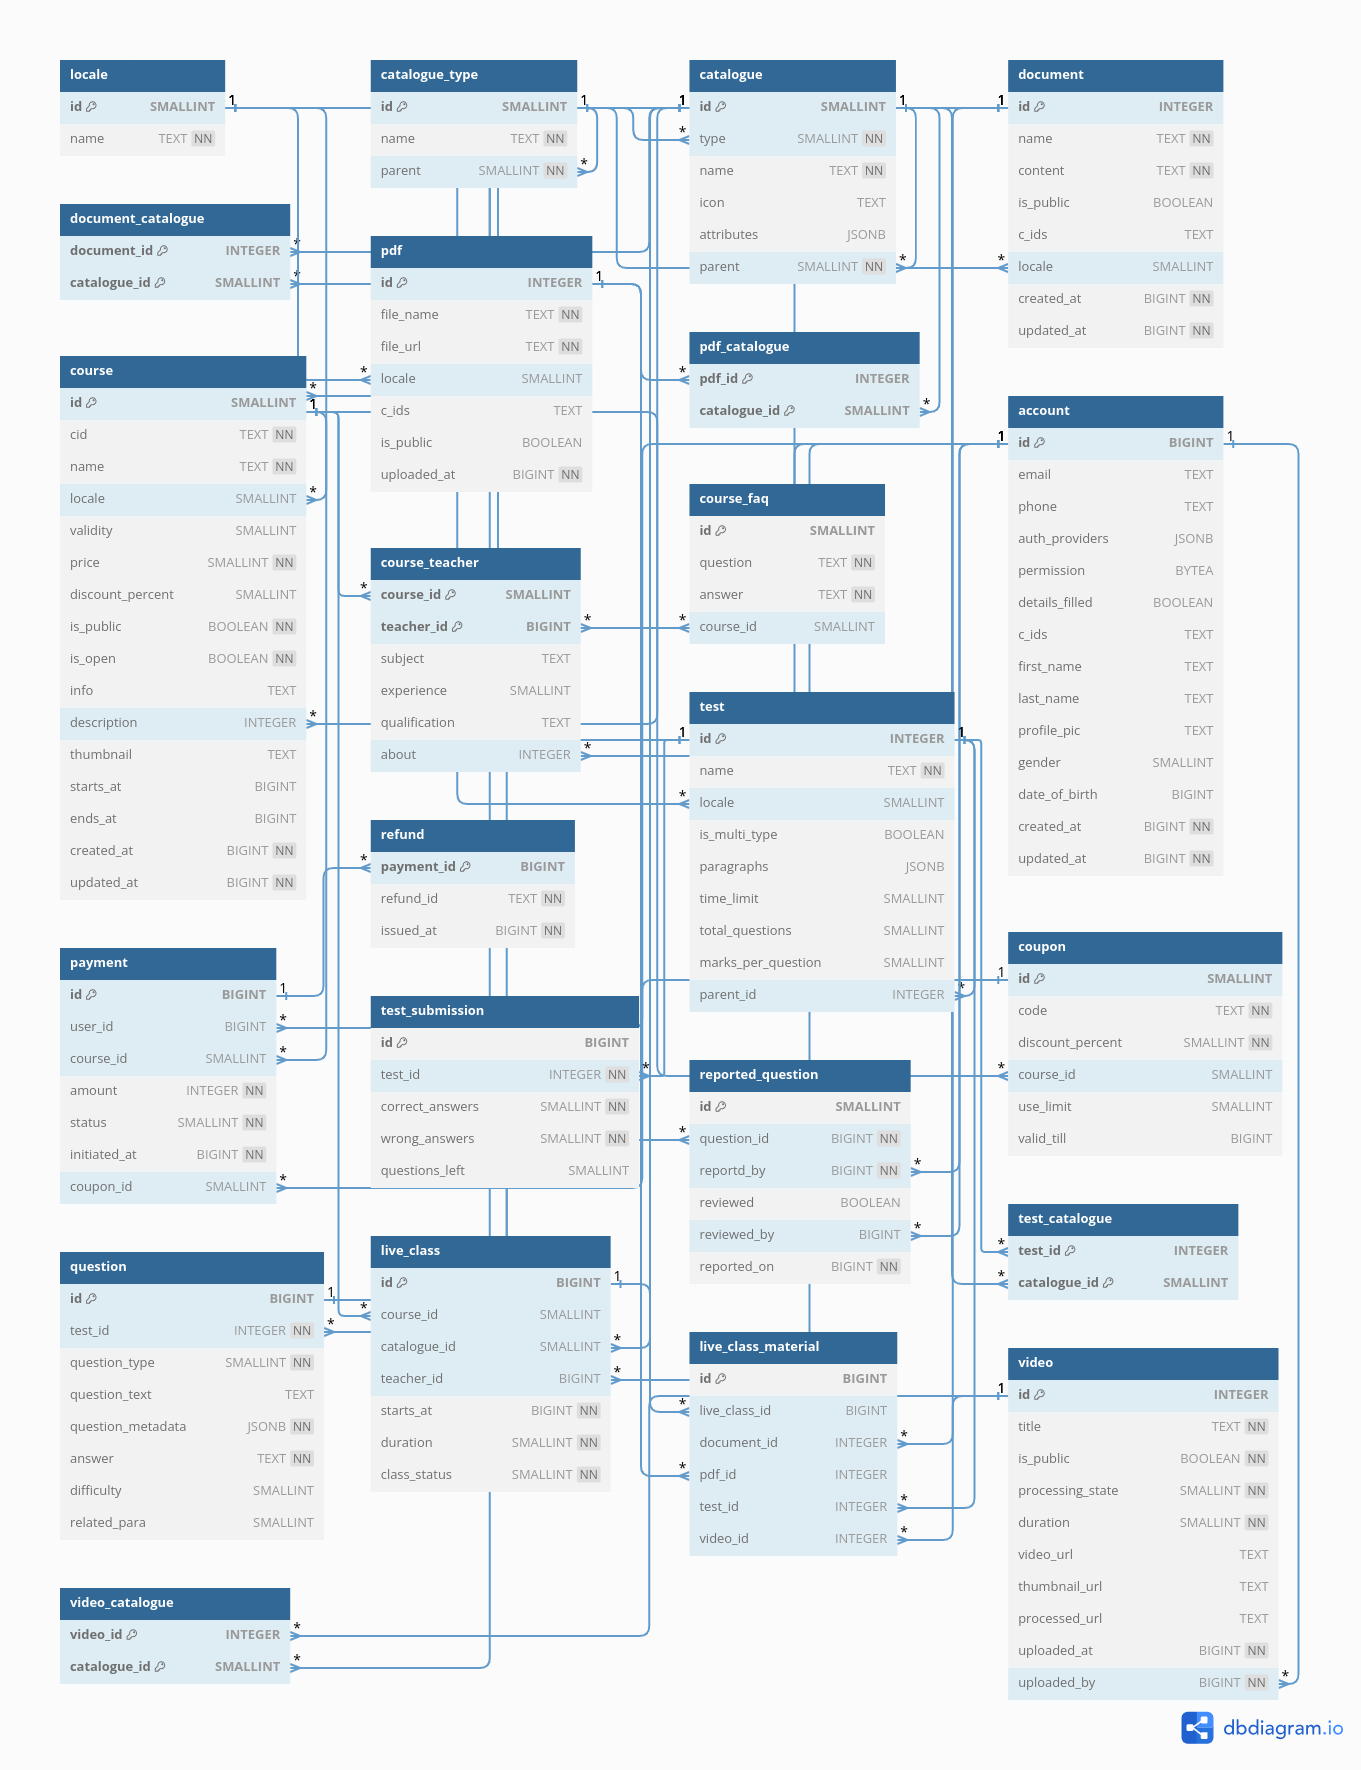 locale
id SMALLINT
name TEXT NN
document_catalogue
document_id INTEGER
catalogue_id SMALLINT
course
id SMALLINT
cid TEXT NN
name TEXT NN
locale SMALLINT
validity SMALLINT
price SMALLINT NN
discount_percent SMALLINT
is_public BOOLEAN NN
is_open BOOLEAN NN
info TEXT
description INTEGER
thumbnail TEXT
starts_at BIGINT
ends_at BIGINT
created_at BIGINT NN
updated_at BIGINT NN
payment
id BIGINT
user_id BIGINT
course_id SMALLINT
amount INTEGER NN
status SMALLINT NN
initiated_at BIGINT NN
coupon_id SMALLINT
question
id BIGINT
test_id INTEGER NN
question_type SMALLINT NN
question_text TEXT
question_metadata JSONB NN
answer TEXT NN
difficulty SMALLINT
related_para SMALLINT
video_catalogue
video_id INTEGER
catalogue_id SMALLINT
catalogue_type
id SMALLINT
name TEXT NN
parent SMALLINT NN
pdf
id INTEGER
file_name TEXT NN
file_url TEXT NN
locale SMALLINT
c_ids TEXT
is_public BOOLEAN
uploaded_at BIGINT NN
course_teacher
course_id SMALLINT
teacher_id BIGINT
subject TEXT
experience SMALLINT
qualification TEXT
about INTEGER
refund
payment_id BIGINT
refund_id TEXT NN
issued_at BIGINT NN
test_submission
id BIGINT
test_id INTEGER NN
correct_answers SMALLINT NN
wrong_answers SMALLINT NN
questions_left SMALLINT
live_class
id BIGINT
course_id SMALLINT
catalogue_id SMALLINT
teacher_id BIGINT
starts_at BIGINT NN
duration SMALLINT NN
class_status SMALLINT NN
catalogue
id SMALLINT
type SMALLINT NN
name TEXT NN
icon TEXT
attributes JSONB
parent SMALLINT NN
pdf_catalogue
pdf_id INTEGER
catalogue_id SMALLINT
course_faq
id SMALLINT
question TEXT NN
answer TEXT NN
course_id SMALLINT
test
id INTEGER
name TEXT NN
locale SMALLINT
is_multi_type BOOLEAN
paragraphs JSONB
time_limit SMALLINT
total_questions SMALLINT
marks_per_question SMALLINT
parent_id INTEGER
reported_question
id SMALLINT
question_id BIGINT NN
reportd_by BIGINT NN
reviewed BOOLEAN
reviewed_by BIGINT
reported_on BIGINT NN
live_class_material
id BIGINT
live_class_id BIGINT
document_id INTEGER
pdf_id INTEGER
test_id INTEGER
video_id INTEGER
document
id INTEGER
name TEXT NN
content TEXT NN
is_public BOOLEAN
c_ids TEXT
locale SMALLINT
created_at BIGINT NN
updated_at BIGINT NN
account
id BIGINT
email TEXT
phone TEXT
auth_providers JSONB
permission BYTEA
details_filled BOOLEAN
c_ids TEXT
first_name TEXT
last_name TEXT
profile_pic TEXT
gender SMALLINT
date_of_birth BIGINT
created_at BIGINT NN
updated_at BIGINT NN
coupon
id SMALLINT
code TEXT NN
discount_percent SMALLINT NN
course_id SMALLINT
use_limit SMALLINT
valid_till BIGINT
test_catalogue
test_id INTEGER
catalogue_id SMALLINT
video
id INTEGER
title TEXT NN
is_public BOOLEAN NN
processing_state SMALLINT NN
duration SMALLINT NN
video_url TEXT
thumbnail_url TEXT
processed_url TEXT
uploaded_at BIGINT NN
uploaded_by BIGINT NN
dbdiagram.io